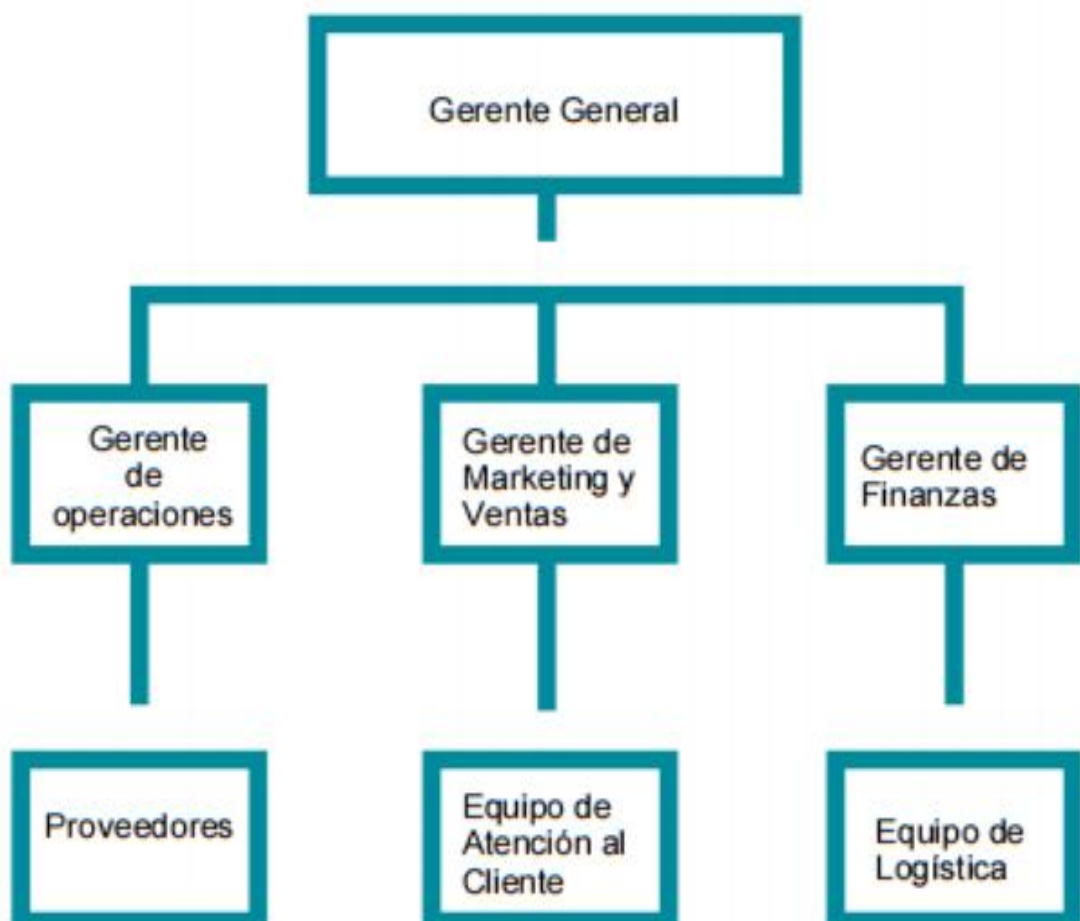 Gerente General
Gerente
de
operaciones
Gerente de
Marketing y
Ventas
Gerente de
Finanzas
Proveedores
Equipo de
Atención al
Cliente
Equipo de
Logística